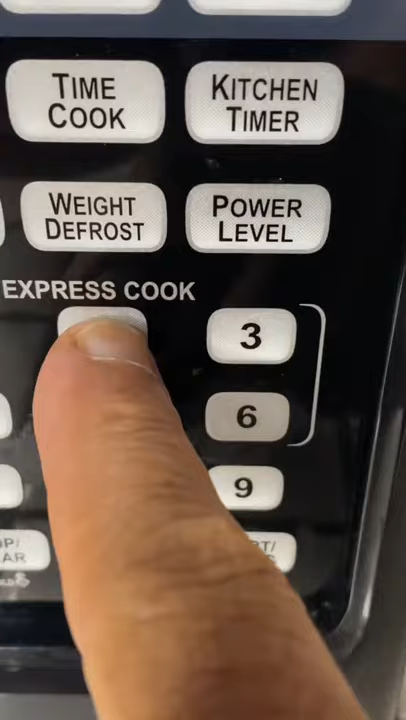 TIME
COOK
KITCHEN
TIMER
WEIGHT
DEFROST
POWER
LEVEL
EXPRESS COOK
3
6
9